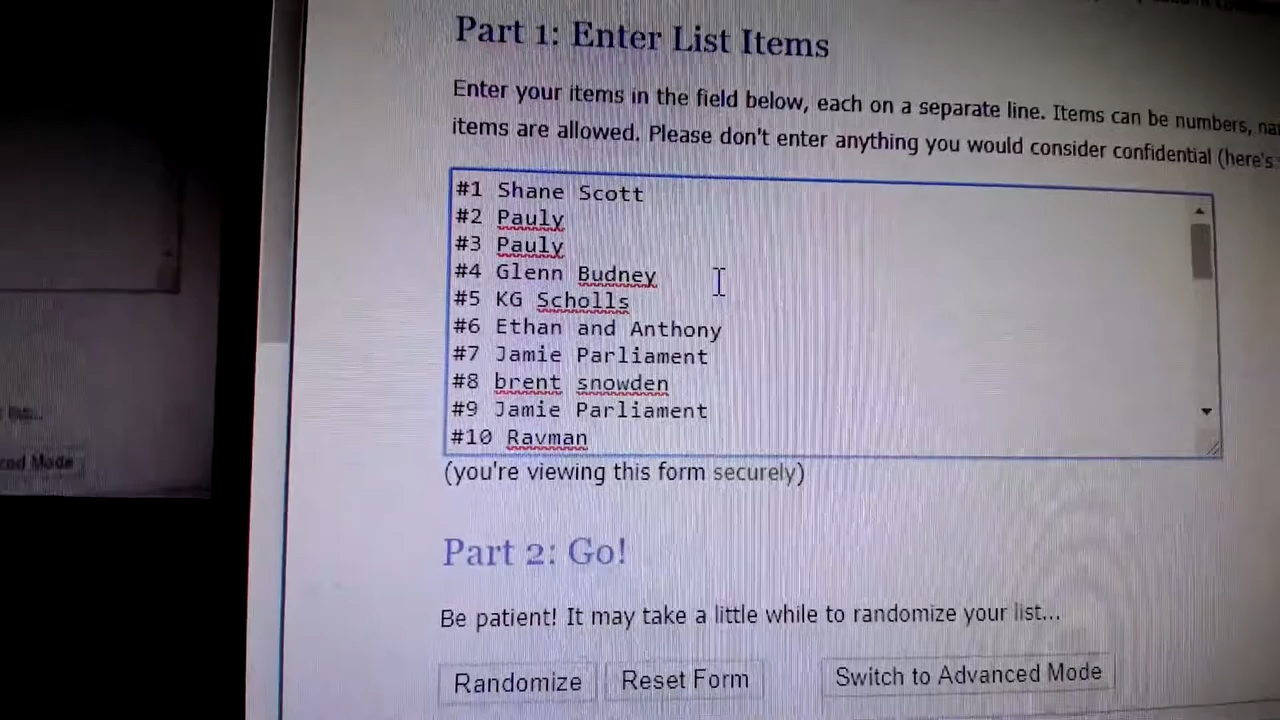 Part 1: Enter List Items
Enter your items in the field below, each on a separate line. Items can be numbers,
items are allowed. Please don't enter anything you would consider confidential (here's
#1 Shane Scott
#2 Pauly
#3 Pauly
#4 Glenn Budney
#5 KG Scholls
#6 Ethan and Anthony
#7 Jamie Parliament
#8 brent snowden
#9 Jamie Parliament
#10 Rayman
(you're viewing this form securely)
Part 2: Go!
Be patient! It may take a little while to randomize your list...
Randomize Reset Form Switch to Advanced Mode
Mode